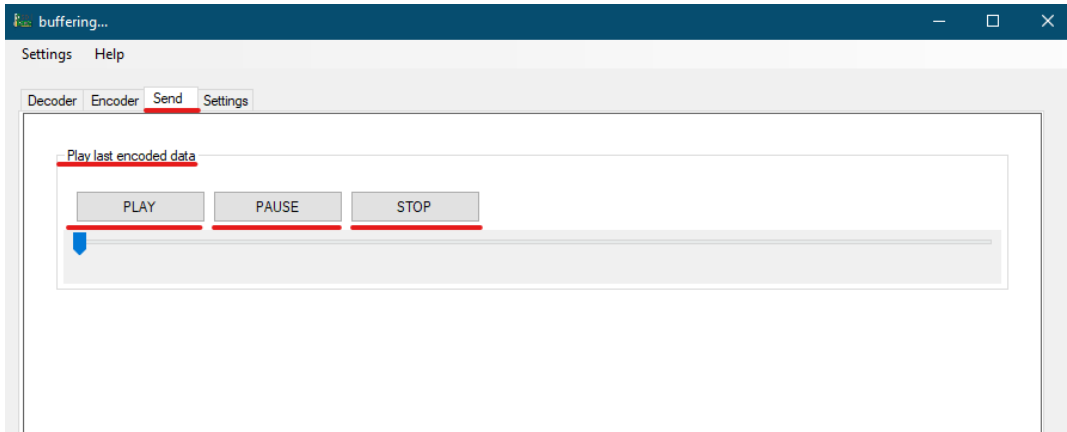 buffering...
Settings Help
Decoder Encoder Send Settings
Play last encoded data
PLAY PAUSE STOP